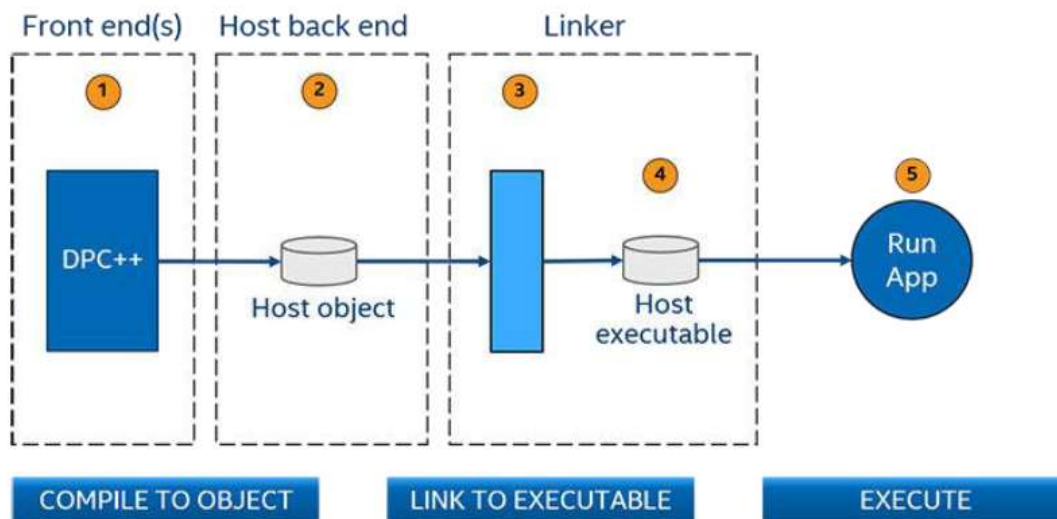 Front end(s)
Host back end
Linker
1
2
3
4
5
DPC++
Host object
Host
executable
Run
App
COMPILE TO OBJECT
LINK TO EXECUTABLE
EXECUTE